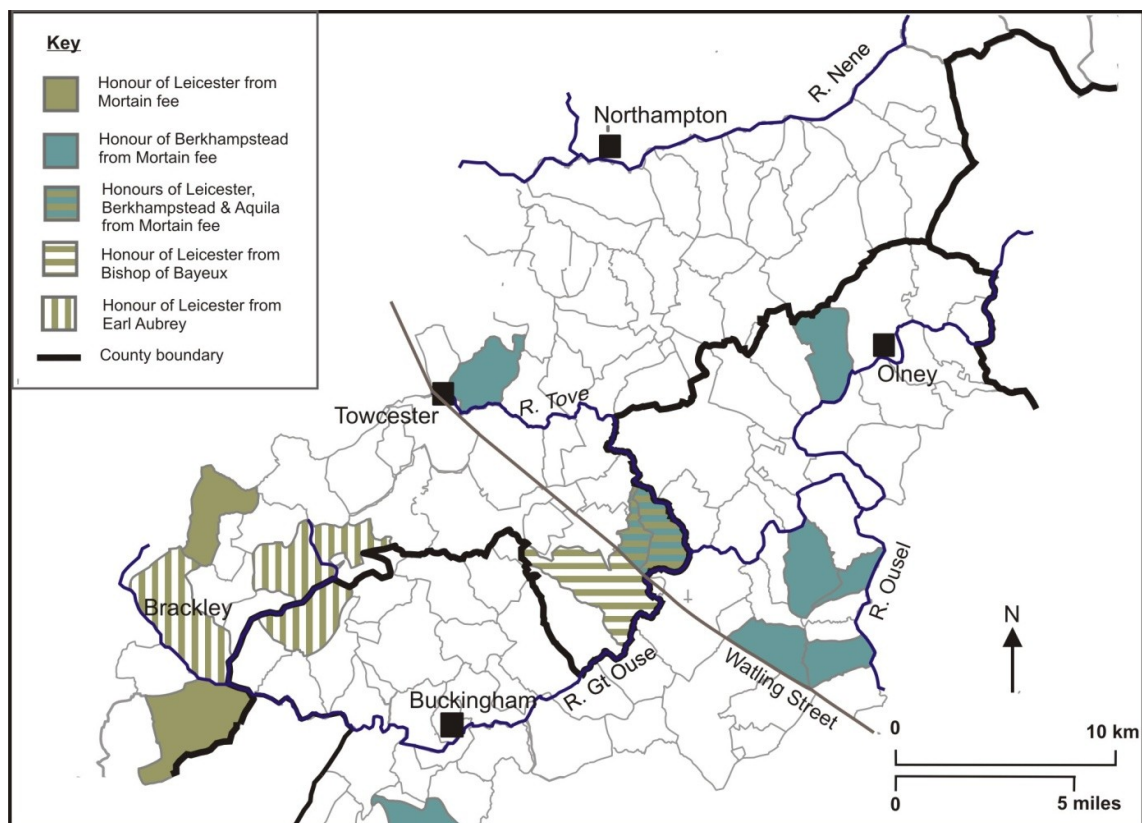 Key
Honour of Leicester from
Mortain fee
Honour of Berkhampstead
from Mortain fee
Honours of Leicester,
Berkhampstead & Aquila
from Mortain fee
Honour of Leicester from
Bishop of Bayeux
Honour of Leicester from
Earl Aubrey
County boundary
R. Nene
Northampton
Olney
Towcester
R. Tove
Brackley
R. Ousel
N
Watling Street
R. Gt Ouse
Buckingham
0
10 km
0
5 miles